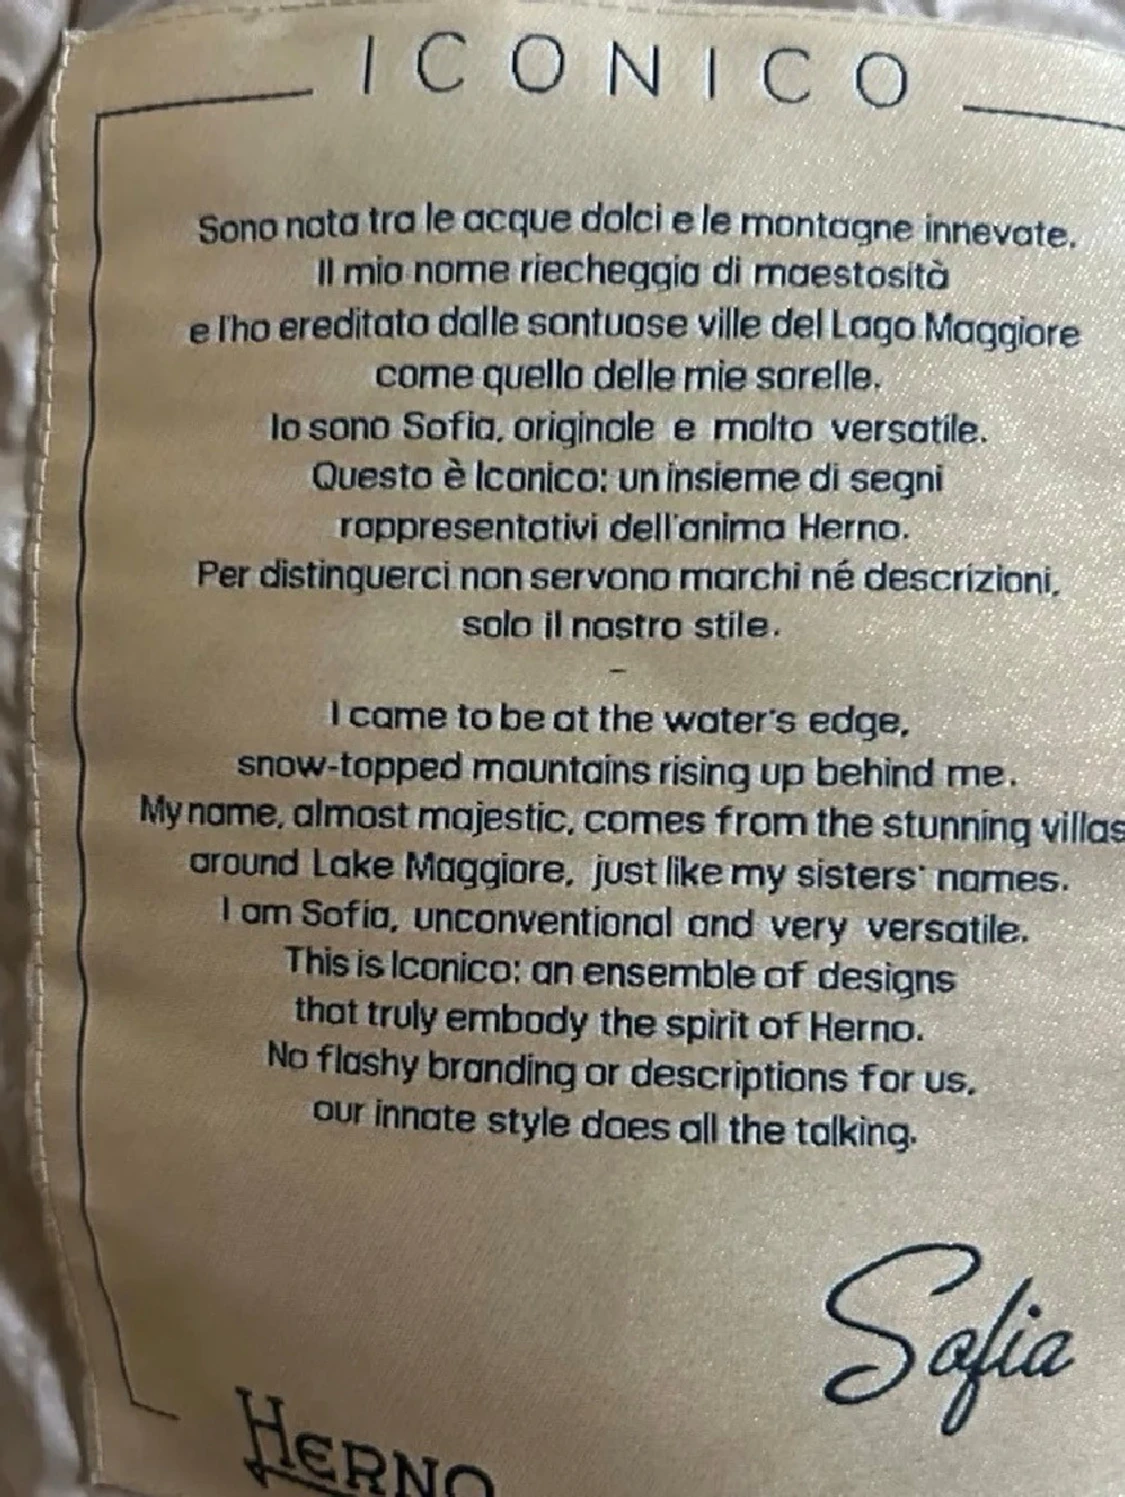 ICONICO
Sono nata tra le acque dolci e le montagne innevate.
Il mio nome riecheggia di maestosità
e l'ho ereditato dalle sontuose ville del Lago Maggiore
come quello delle mie sorelle.
Io sono Sofia, originale e molto versatile.
Questo è Iconico: un insieme di segni
rappresentativi dell'anima Herno.
Per distinguerci non servono marchi né descrizioni,
solo il nostro stile.
–
I came to be at the water's edge,
snow-topped mountains rising up behind me.
My name, almost majestic, comes from the stunning villas
around Lake Maggiore, just like my sisters' names.
I am Sofia, unconventional and very versatile.
This is Iconico: an ensemble of designs
that truly embody the spirit of Herno.
No flashy branding or descriptions for us,
our innate style does all the talking.
Sofia
HERNO